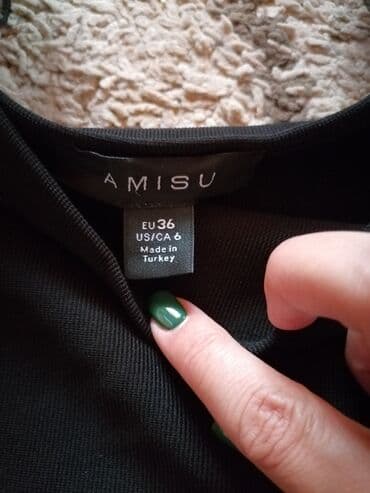 AMISU
EU 36
US/CA 6
Made in
Turkey